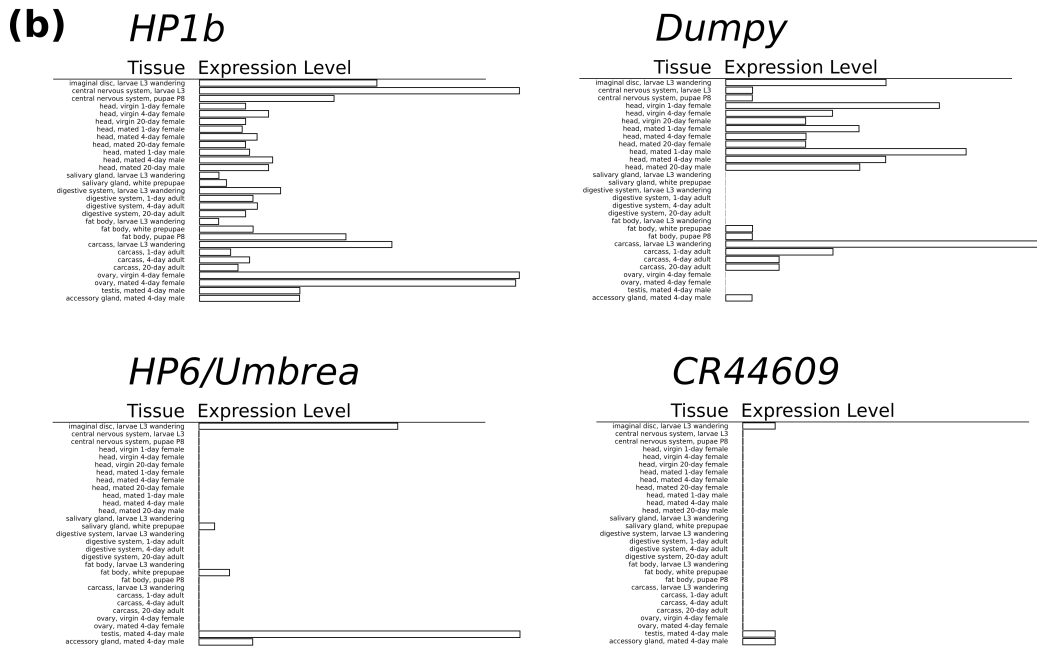 (b)
HP1b
Tissue Expression Level
imaginal disc, larvae L3 wandering
central nervous system, larvae L3
central nervous system, pupae P8
head, virgin 1-day female
head, virgin 4-day female
head, virgin 20-day female
head, mated 1-day female
head, mated 4-day female
head, mated 20-day female
head, mated 1-day male
head, mated 4-day male
head, mated 20-day male
salivary gland, larvae L3 wandering
salivary gland, white prepupae
digestive system, larvae L3 wandering
digestive system, 1-day adult
digestive system, 4-day adult
digestive system, 20-day adult
fat body, larvae L3 wandering
fat body, white prepupae
fat body, pupae P8
carcass, larvae L3 wandering
carcass, 1-day adult
carcass, 4-day adult
carcass, 20-day adult
ovary, virgin 4-day female
ovary, mated 4-day female
testis, mated 4-day male
accessory gland, mated 4-day male
Dumpy
Tissue Expression Level
imaginal disc, larvae L3 wandering
central nervous system, larvae L3
central nervous system, pupae P8
head, virgin 1-day female
head, virgin 4-day female
head, virgin 20-day female
head, mated 1-day female
head, mated 4-day female
head, mated 20-day female
head, mated 1-day male
head, mated 4-day male
head, mated 20-day male
salivary gland, larvae L3 wandering
salivary gland, white prepupae
digestive system, larvae L3 wandering
digestive system, 1-day adult
digestive system, 4-day adult
digestive system, 20-day adult
fat body, larvae L3 wandering
fat body, white prepupae
fat body, pupae P8
carcass, larvae L3 wandering
carcass, 1-day adult
carcass, 4-day adult
carcass, 20-day adult
ovary, virgin 4-day female
ovary, mated 4-day female
testis, mated 4-day male
accessory gland, mated 4-day male
HP6/Umbrea
Tissue Expression Level
imaginal disc, larvae L3 wandering
central nervous system, larvae L3
central nervous system, pupae P8
head, virgin 1-day female
head, virgin 4-day female
head, virgin 20-day female
head, mated 1-day female
head, mated 4-day female
head, mated 20-day female
head, mated 1-day male
head, mated 4-day male
head, mated 20-day male
salivary gland, larvae L3 wandering
salivary gland, white prepupae
digestive system, larvae L3 wandering
digestive system, 1-day adult
digestive system, 4-day adult
digestive system, 20-day adult
fat body, larvae L3 wandering
fat body, white prepupae
fat body, pupae P8
carcass, larvae L3 wandering
carcass, 1-day adult
carcass, 4-day adult
carcass, 20-day adult
ovary, virgin 4-day female
ovary, mated 4-day female
testis, mated 4-day male
accessory gland, mated 4-day male
CR44609
Tissue Expression Level
imaginal disc, larvae L3 wandering
central nervous system, larvae L3
central nervous system, pupae P8
head, virgin 1-day female
head, virgin 4-day female
head, virgin 20-day female
head, mated 1-day female
head, mated 4-day female
head, mated 20-day female
head, mated 1-day male
head, mated 4-day male
head, mated 20-day male
salivary gland, larvae L3 wandering
salivary gland, white prepupae
digestive system, larvae L3 wandering
digestive system, 1-day adult
digestive system, 4-day adult
digestive system, 20-day adult
fat body, larvae L3 wandering
fat body, white prepupae
fat body, pupae P8
carcass, larvae L3 wandering
carcass, 1-day adult
carcass, 4-day adult
carcass, 20-day adult
ovary, virgin 4-day female
ovary, mated 4-day female
testis, mated 4-day male
accessory gland, mated 4-day male